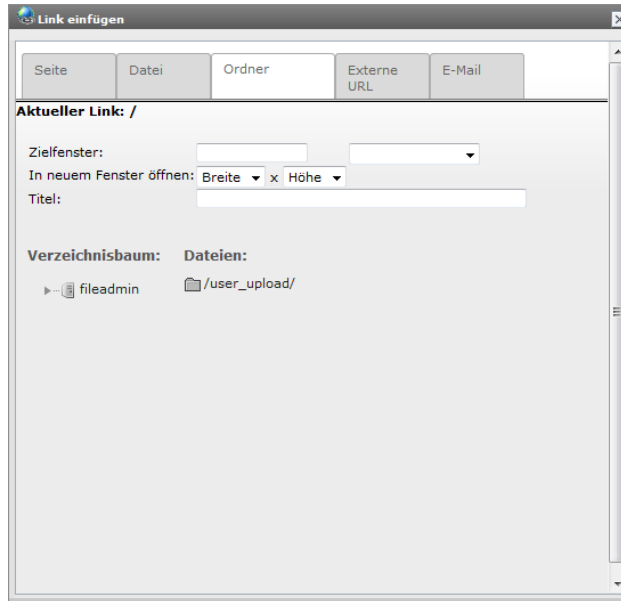 Link einfügen
Seite Datei Ordner Externe URL E-Mail
Aktueller Link: /
Zielfenster:
In neuem Fenster öffnen: Breite x Höhe
Titel:
Verzeichnisbaum: Dateien:
fileadmin /user_upload/